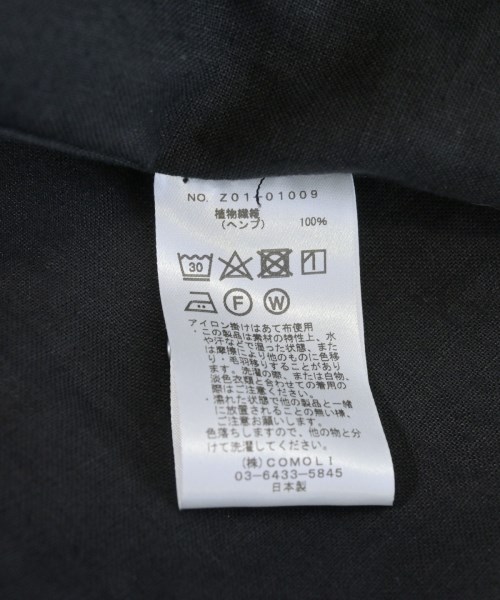 NO. Z01-01009
植物繊維
(ヘンプ) 100%
30
F W
アイロン掛けはあて布使用
・この製品は素材の特性上、水
や汗などで湿った状態、また
は摩擦により他のものに色移
り・毛羽移りすることがあり
ます。洗濯の際、または白物、
淡色衣類と合わせての着用の
際はご注意ください。
・濡れた状態で他の製品と一緒
に放置されることの無い様、
ご注意ください。
色落ちしますので、他の物と分
けて洗濯してください。
(株)COMOLI
03-6433-5845
日本製